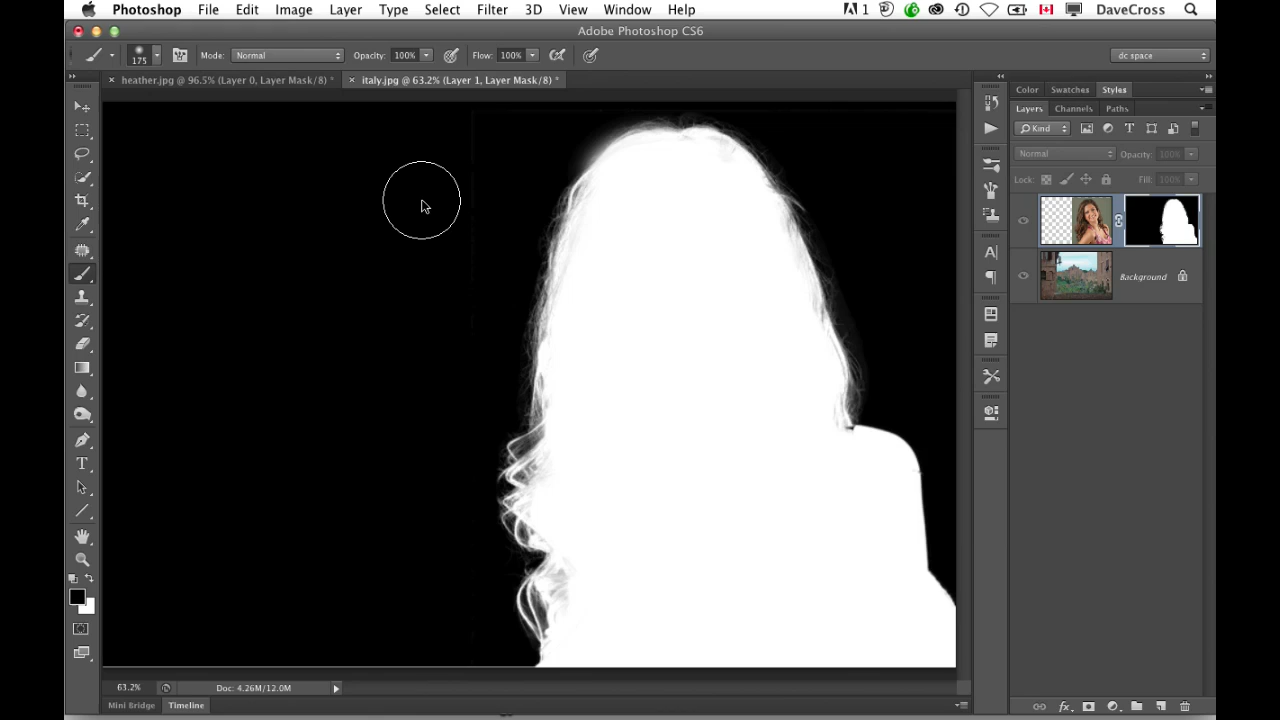 Photoshop File Edit Image Layer Type Select Filter 3D View Window Help 1 DaveCross
Adobe Photoshop CS6
175 Mode: Normal Opacity: 100% Flow: 100% dc space
× heather.jpg @ 96.5% (Layer 0, Layer Mask/8) * × italy.jpg @ 63.2% (Layer 1, Layer Mask/8) *
Color Swatches Styles
Layers Channels Paths
Kind
Normal Opacity: 100%
Lock: Fill: 100%
Background
63.2% Doc: 4.26M/12.0M
Mini Bridge Timeline